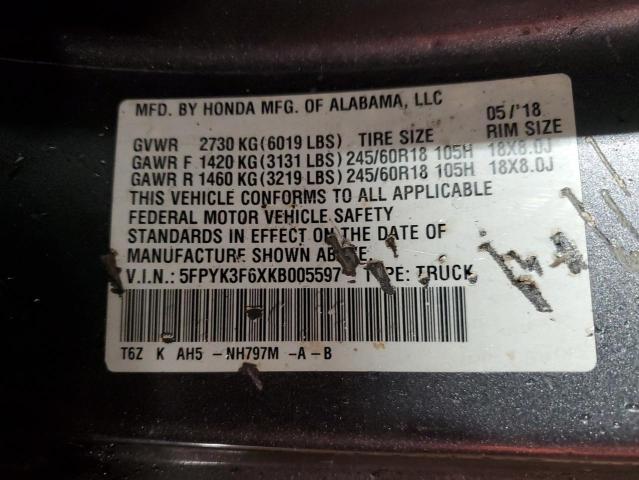 MFD. BY HONDA MFG. OF ALABAMA, LLC 05/'18
GVWR 2730 KG(6019 LBS) TIRE SIZE RIM SIZE
GAWR F 1420 KG(3131 LBS)245/60R18 105H 18X8.0J
GAWR R 1460 KG(3219 LBS)245/60R18 105H 18X8.0J
THIS VEHICLE CONFORMS TO ALL APPLICABLE
FEDERAL MOTOR VEHICLE SAFETY
STANDARDS IN EFFECT ON THE DATE OF
MANUFACTURE SHOWN ABOVE.
V.I.N.: 5FPYK3F6XKB005597 TYPE: TRUCK
T6Z K AH5 -NH797M -A-B